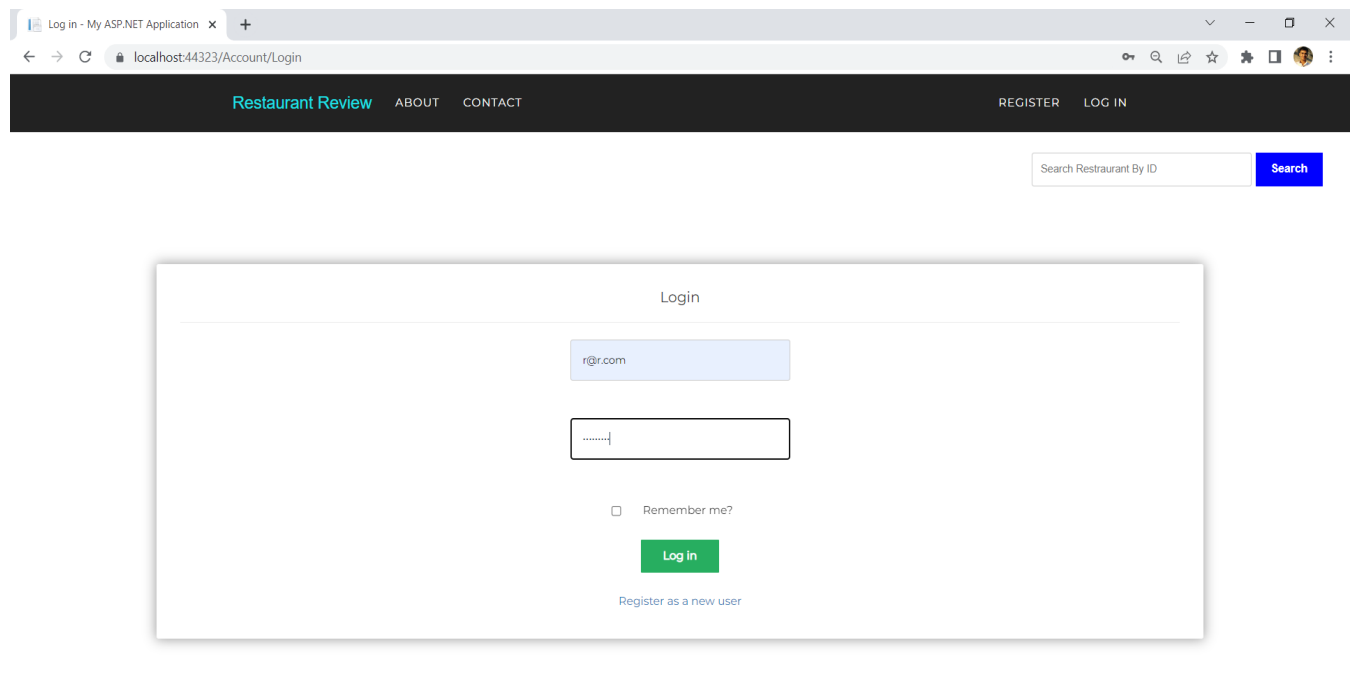 Log in - My ASP.NET Application
localhost:44323/Account/Login
Restaurant Review ABOUT CONTACT REGISTER LOG IN
Search Restraurant By ID Search
Login
r@r.com
·········
Remember me?
Log in
Register as a new user